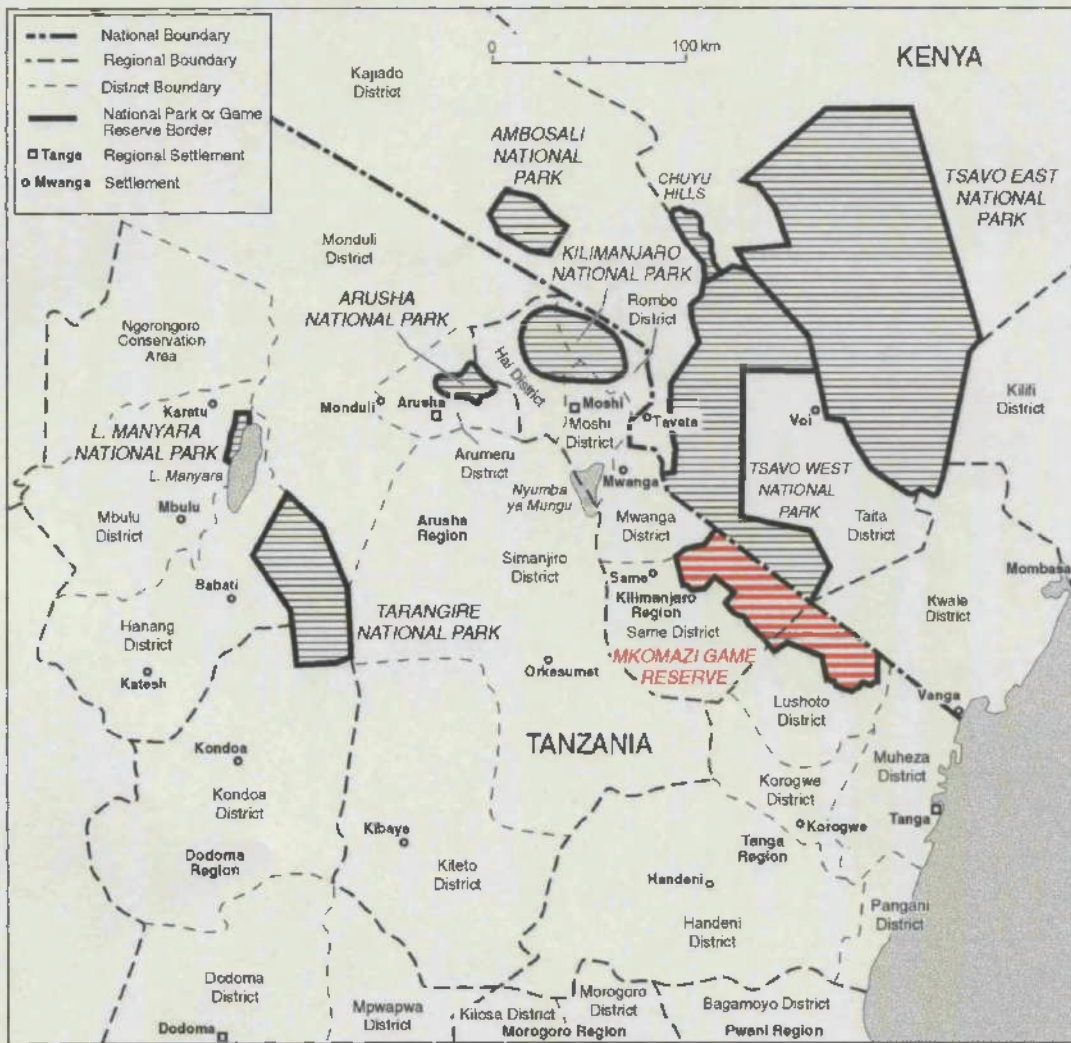 National Boundary
Regional Boundary
District Boundary
National Park or Game
Reserve Border
Tanga
Regional Settlement
Mwanga
Settlement
0
100 km
KENYA
Kajiado
District
AMBOSALI
NATIONAL
PARK
CHUYU
HILLS
TSAVO EAST
NATIONAL
PARK
Monduli
District
KILIMANJARO
NATIONAL PARK
ARUSHA
NATIONAL PARK
Rombo
District
Ngorongoro
Conservation
Area
Hai District
Kilifi
District
Karatu
Monduli
Arusha
Moshi
Moshi
District
Taveta
Voi
L. MANYARA
NATIONAL PARK
L. Manyara
Arumeru
District
Nyumba
ya Mungu
Mwanga
TSAVO WEST
NATIONAL
PARK
Mbulu
Mbulu
District
Arusha
Region
Mwanga
District
Taita
District
Simanjiro
District
Mombasa
Same
Kilimanjaro
Region
Same District
Babati
Kwale
District
TARANGIRE
NATIONAL PARK
Hanang
District
MKOMAZI GAME
RESERVE
Katesh
Orkesumet
Lushoto
District
Vanga
TANZANIA
Kondoa
Kondoa
District
Muheza
District
Korogwe
District
Tanga
Korogwe
Kibaya
Tanga
Region
Dodoma
Region
Kiteto
District
Handeni
Handeni
District
Pangani
District
Dodoma
District
Mpwapwa
District
Kilosa District
Morogoro
District
Bagamoyo District
Morogoro Region
Pwani Region
Dodoma